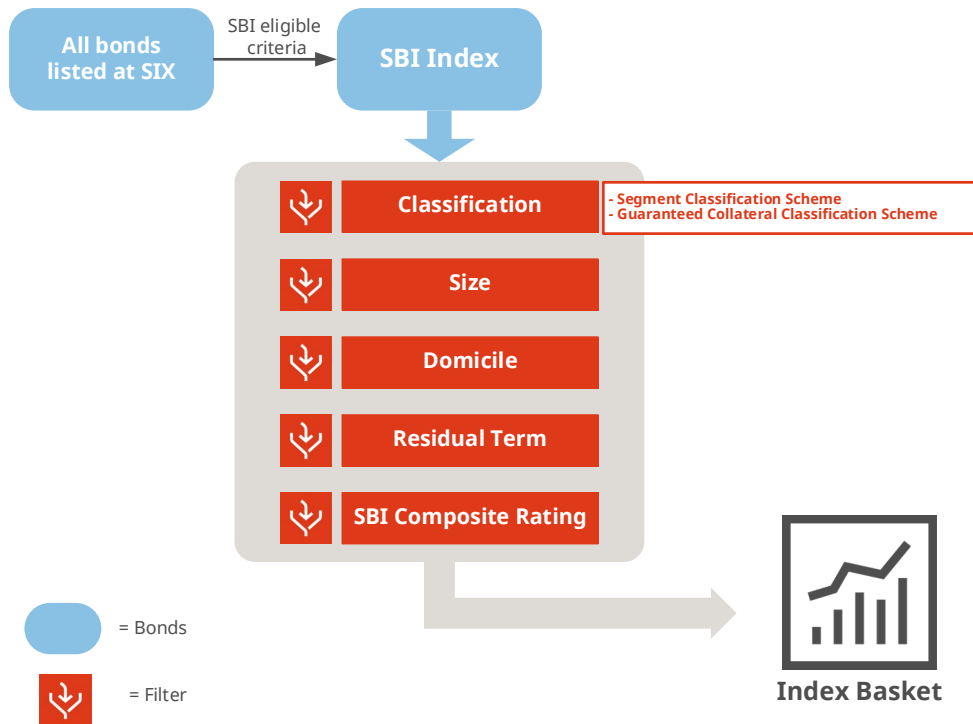 All bonds
listed at SIX
SBI eligible
criteria
SBI Index
Classification
- Segment Classification Scheme
- Guaranteed Collateral Classification Scheme
Size
Domicile
Residual Term
SBI Composite Rating
= Bonds
= Filter
Index Basket